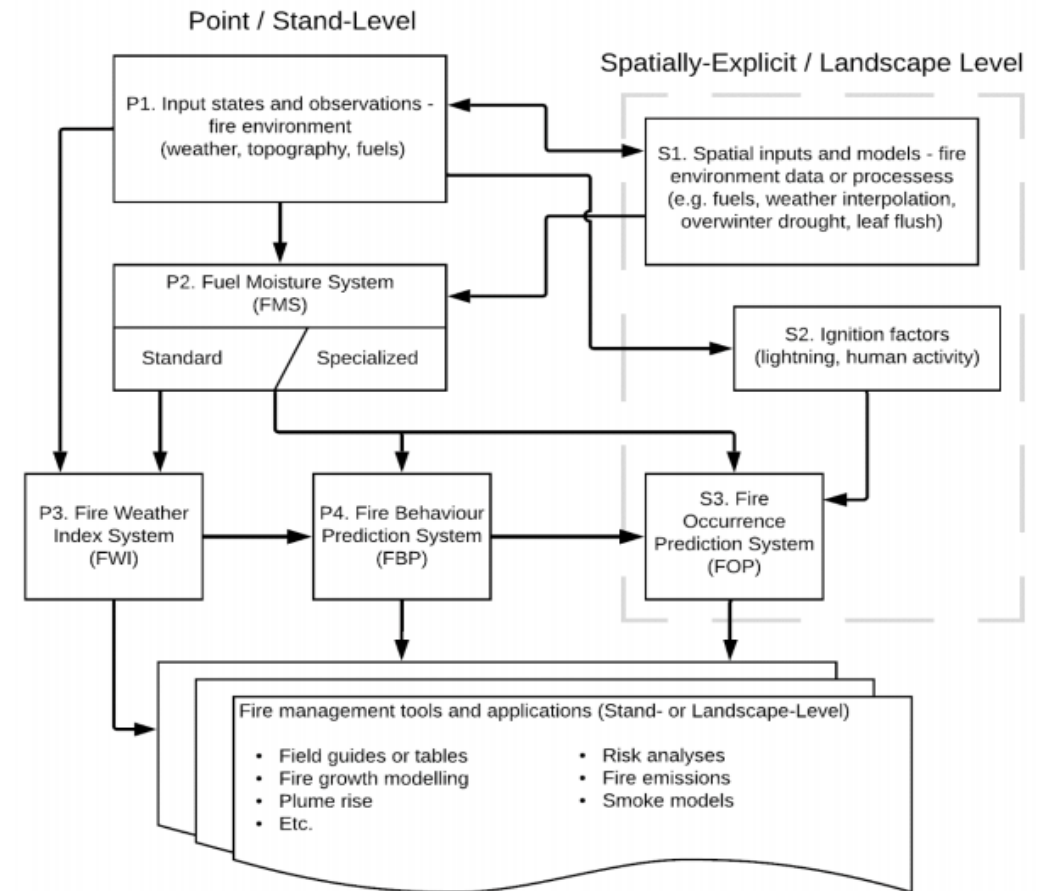 Point / Stand-Level
Spatially-Explicit / Landscape Level
P1. Input states and observations -
fire environment
(weather, topography, fuels)
S1. Spatial inputs and models - fire
environment data or processess
(e.g. fuels, weather interpolation,
overwinter drought, leaf flush)
P2. Fuel Moisture System
(FMS)
Standard
Specialized
S2. Ignition factors
(lightning, human activity)
P3. Fire Weather
Index System
(FWI)
P4. Fire Behaviour
Prediction System
(FBP)
S3. Fire
Occurrence
Prediction System
(FOP)
Fire management tools and applications (Stand- or Landscape-Level)
• Field guides or tables
• Fire growth modelling
• Plume rise
• Etc.
• Risk analyses
• Fire emissions
• Smoke models